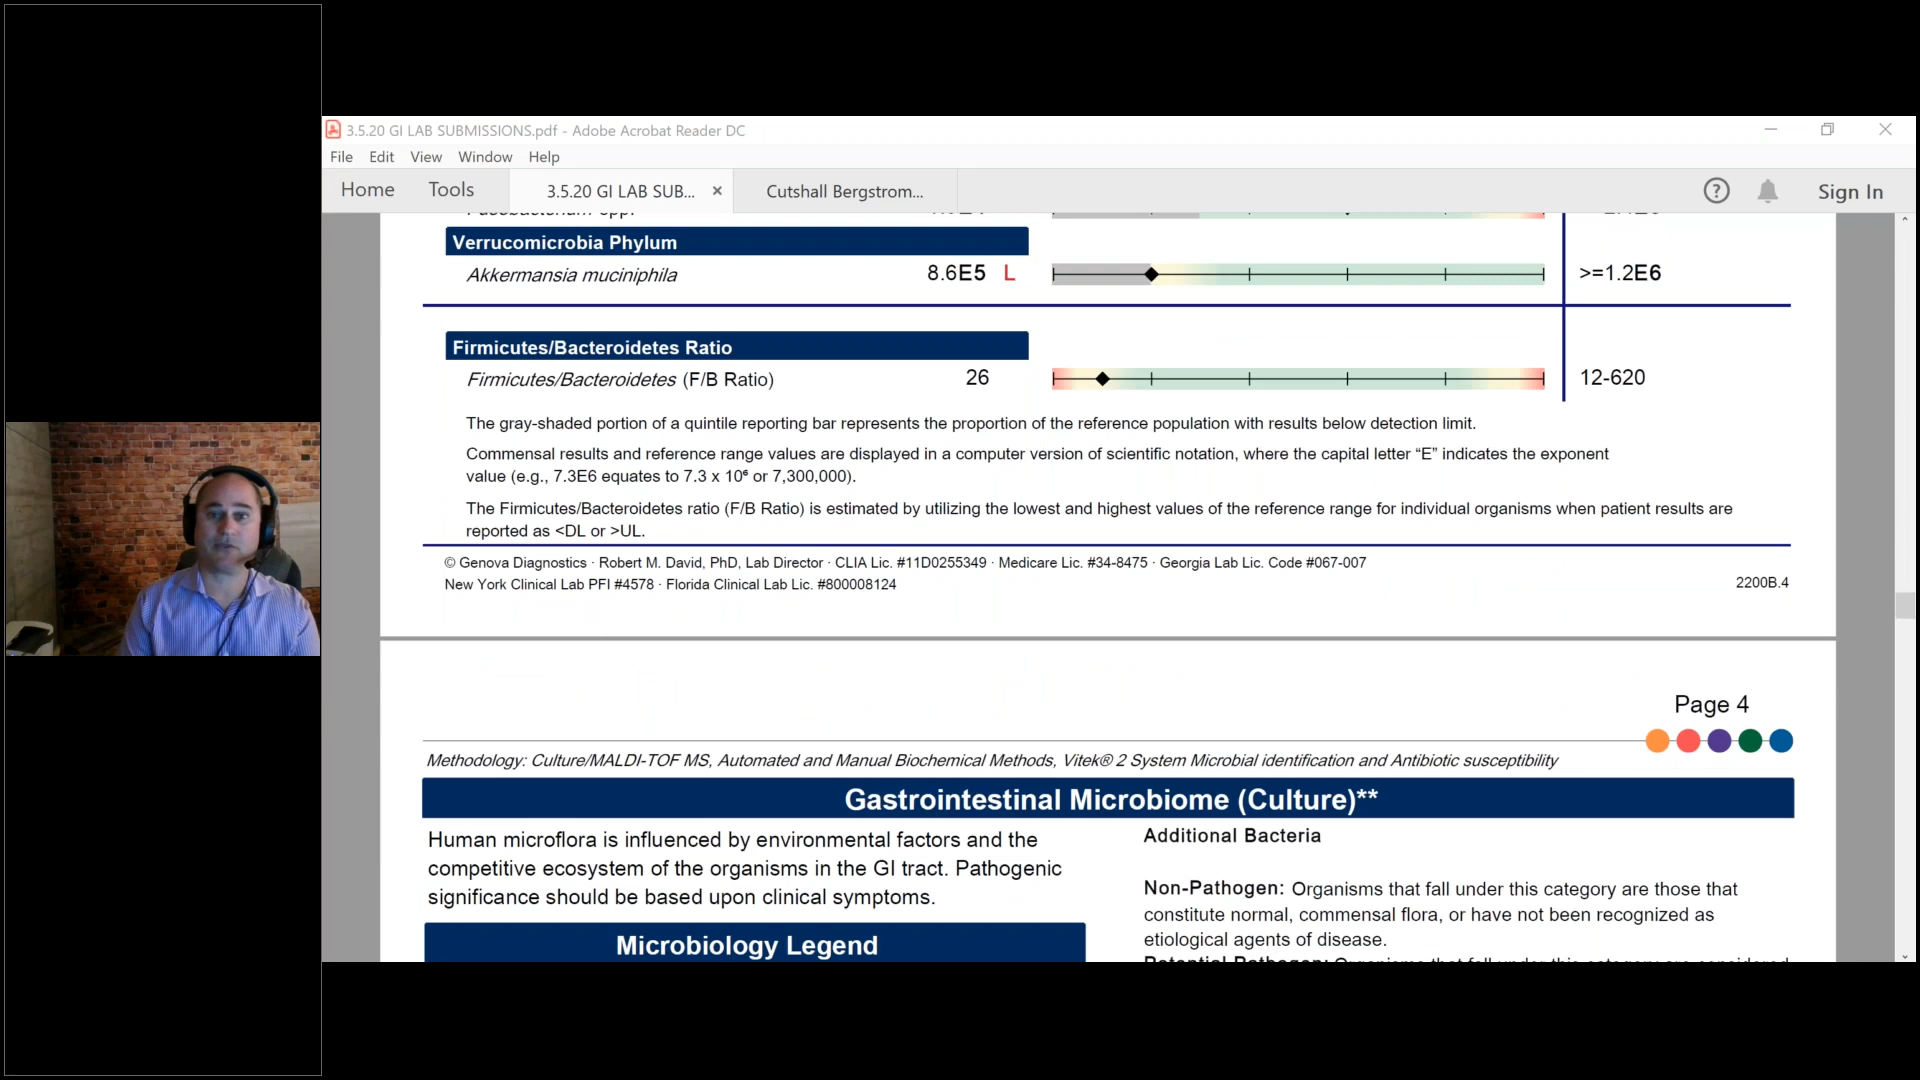 3.5.20 GI LAB SUBMISSIONS.pdf - Adobe Acrobat Reader DC
File Edit View Window Help
Home Tools 3.5.20 GI LAB SUB... × Cutshall Bergstrom... Sign In
Verrucomicrobia Phylum
Akkermansia muciniphila 8.6E5 L >=1.2E6
Firmicutes/Bacteroidetes Ratio
Firmicutes/Bacteroidetes (F/B Ratio) 26 12-620
The gray-shaded portion of a quintile reporting bar represents the proportion of the reference population with results below detection limit.
Commensal results and reference range values are displayed in a computer version of scientific notation, where the capital letter “E” indicates the exponent
value (e.g., 7.3E6 equates to 7.3 x 10⁶ or 7,300,000).
The Firmicutes/Bacteroidetes ratio (F/B Ratio) is estimated by utilizing the lowest and highest values of the reference range for individual organisms when patient results are
reported as <DL or >UL.
© Genova Diagnostics · Robert M. David, PhD, Lab Director · CLIA Lic. #11D0255349 · Medicare Lic. #34-8475 · Georgia Lab Lic. Code #067-007
New York Clinical Lab PFI #4578 · Florida Clinical Lab Lic. #800008124 2200B.4
Page 4
Methodology: Culture/MALDI-TOF MS, Automated and Manual Biochemical Methods, Vitek® 2 System Microbial identification and Antibiotic susceptibility
Gastrointestinal Microbiome (Culture)**
Human microflora is influenced by environmental factors and the
competitive ecosystem of the organisms in the GI tract. Pathogenic
significance should be based upon clinical symptoms.
Microbiology Legend
Additional Bacteria
Non-Pathogen: Organisms that fall under this category are those that
constitute normal, commensal flora, or have not been recognized as
etiological agents of disease.
Potential Pathogen: Organisms that fall under this category are considered